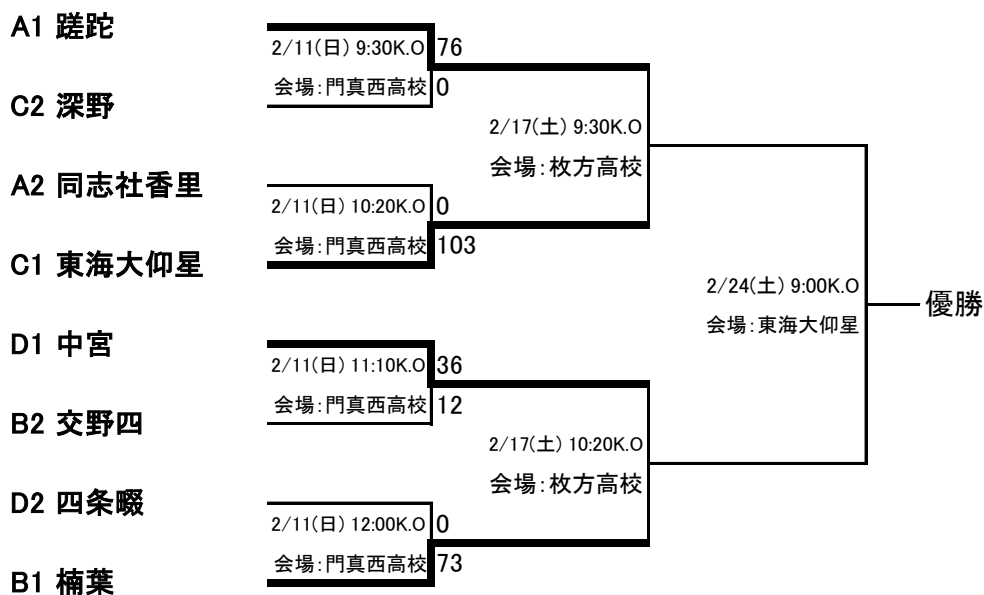 A1 蹉跎
2/11(日) 9:30K.O 76
会場:門真西高校 0
C2 深野
2/17(土) 9:30K.O
会場:枚方高校
A2 同志社香里
2/11(日) 10:20K.O 0
会場:門真西高校 103
C1 東海大仰星
2/24(土) 9:00K.O
会場:東海大仰星
優勝
D1 中宮
2/11(日) 11:10K.O 36
会場:門真西高校 12
B2 交野四
2/17(土) 10:20K.O
会場:枚方高校
D2 四条畷
2/11(日) 12:00K.O 0
会場:門真西高校 73
B1 楠葉